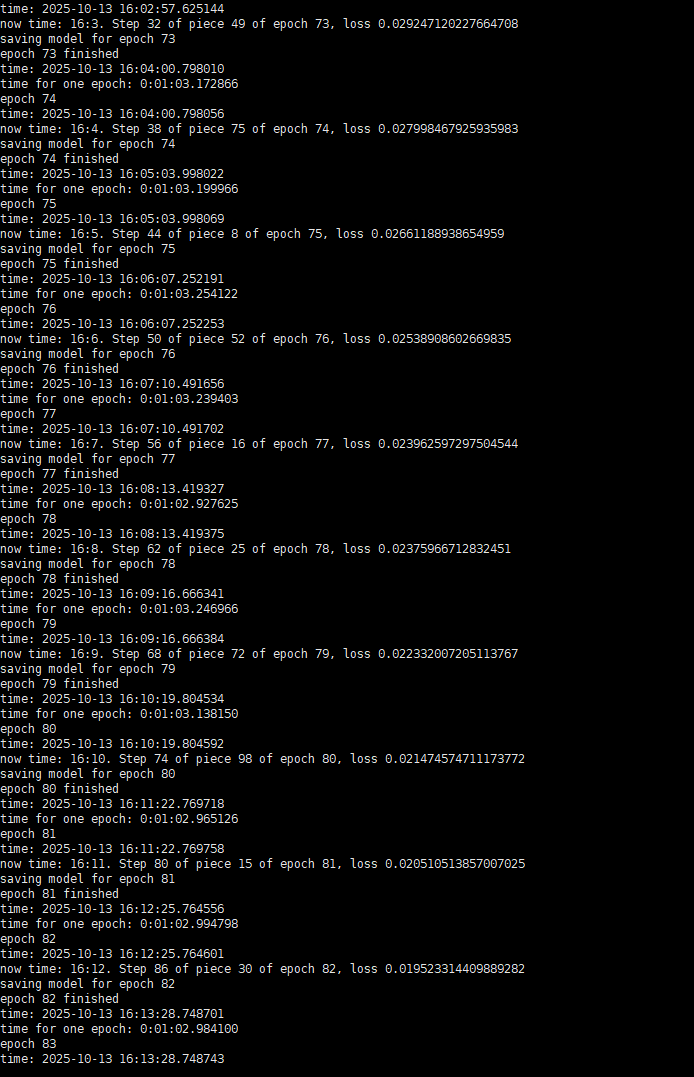 time: 2025-10-13 16:02:57.625144
now time: 16:3. Step 32 of piece 49 of epoch 73, loss 0.029247120227664708
saving model for epoch 73
epoch 73 finished
time: 2025-10-13 16:04:00.798010
time for one epoch: 0:01:03.172866
epoch 74
time: 2025-10-13 16:04:00.798056
now time: 16:4. Step 38 of piece 75 of epoch 74, loss 0.027998467925935983
saving model for epoch 74
epoch 74 finished
time: 2025-10-13 16:05:03.998022
time for one epoch: 0:01:03.199966
epoch 75
time: 2025-10-13 16:05:03.998069
now time: 16:5. Step 44 of piece 8 of epoch 75, loss 0.02661188938654959
saving model for epoch 75
epoch 75 finished
time: 2025-10-13 16:06:07.252191
time for one epoch: 0:01:03.254122
epoch 76
time: 2025-10-13 16:06:07.252253
now time: 16:6. Step 50 of piece 52 of epoch 76, loss 0.02538908602669835
saving model for epoch 76
epoch 76 finished
time: 2025-10-13 16:07:10.491656
time for one epoch: 0:01:03.239403
epoch 77
time: 2025-10-13 16:07:10.491702
now time: 16:7. Step 56 of piece 16 of epoch 77, loss 0.023962597297504544
saving model for epoch 77
epoch 77 finished
time: 2025-10-13 16:08:13.419327
time for one epoch: 0:01:02.927625
epoch 78
time: 2025-10-13 16:08:13.419375
now time: 16:8. Step 62 of piece 25 of epoch 78, loss 0.02375966712832451
saving model for epoch 78
epoch 78 finished
time: 2025-10-13 16:09:16.666341
time for one epoch: 0:01:03.246966
epoch 79
time: 2025-10-13 16:09:16.666384
now time: 16:9. Step 68 of piece 72 of epoch 79, loss 0.022332007205113767
saving model for epoch 79
epoch 79 finished
time: 2025-10-13 16:10:19.804534
time for one epoch: 0:01:03.138150
epoch 80
time: 2025-10-13 16:10:19.804592
now time: 16:10. Step 74 of piece 98 of epoch 80, loss 0.021474574711173772
saving model for epoch 80
epoch 80 finished
time: 2025-10-13 16:11:22.769718
time for one epoch: 0:01:02.965126
epoch 81
time: 2025-10-13 16:11:22.769758
now time: 16:11. Step 80 of piece 15 of epoch 81, loss 0.020510513857007025
saving model for epoch 81
epoch 81 finished
time: 2025-10-13 16:12:25.764556
time for one epoch: 0:01:02.994798
epoch 82
time: 2025-10-13 16:12:25.764601
now time: 16:12. Step 86 of piece 30 of epoch 82, loss 0.019523314409889282
saving model for epoch 82
epoch 82 finished
time: 2025-10-13 16:13:28.748701
time for one epoch: 0:01:02.984100
epoch 83
time: 2025-10-13 16:13:28.748743